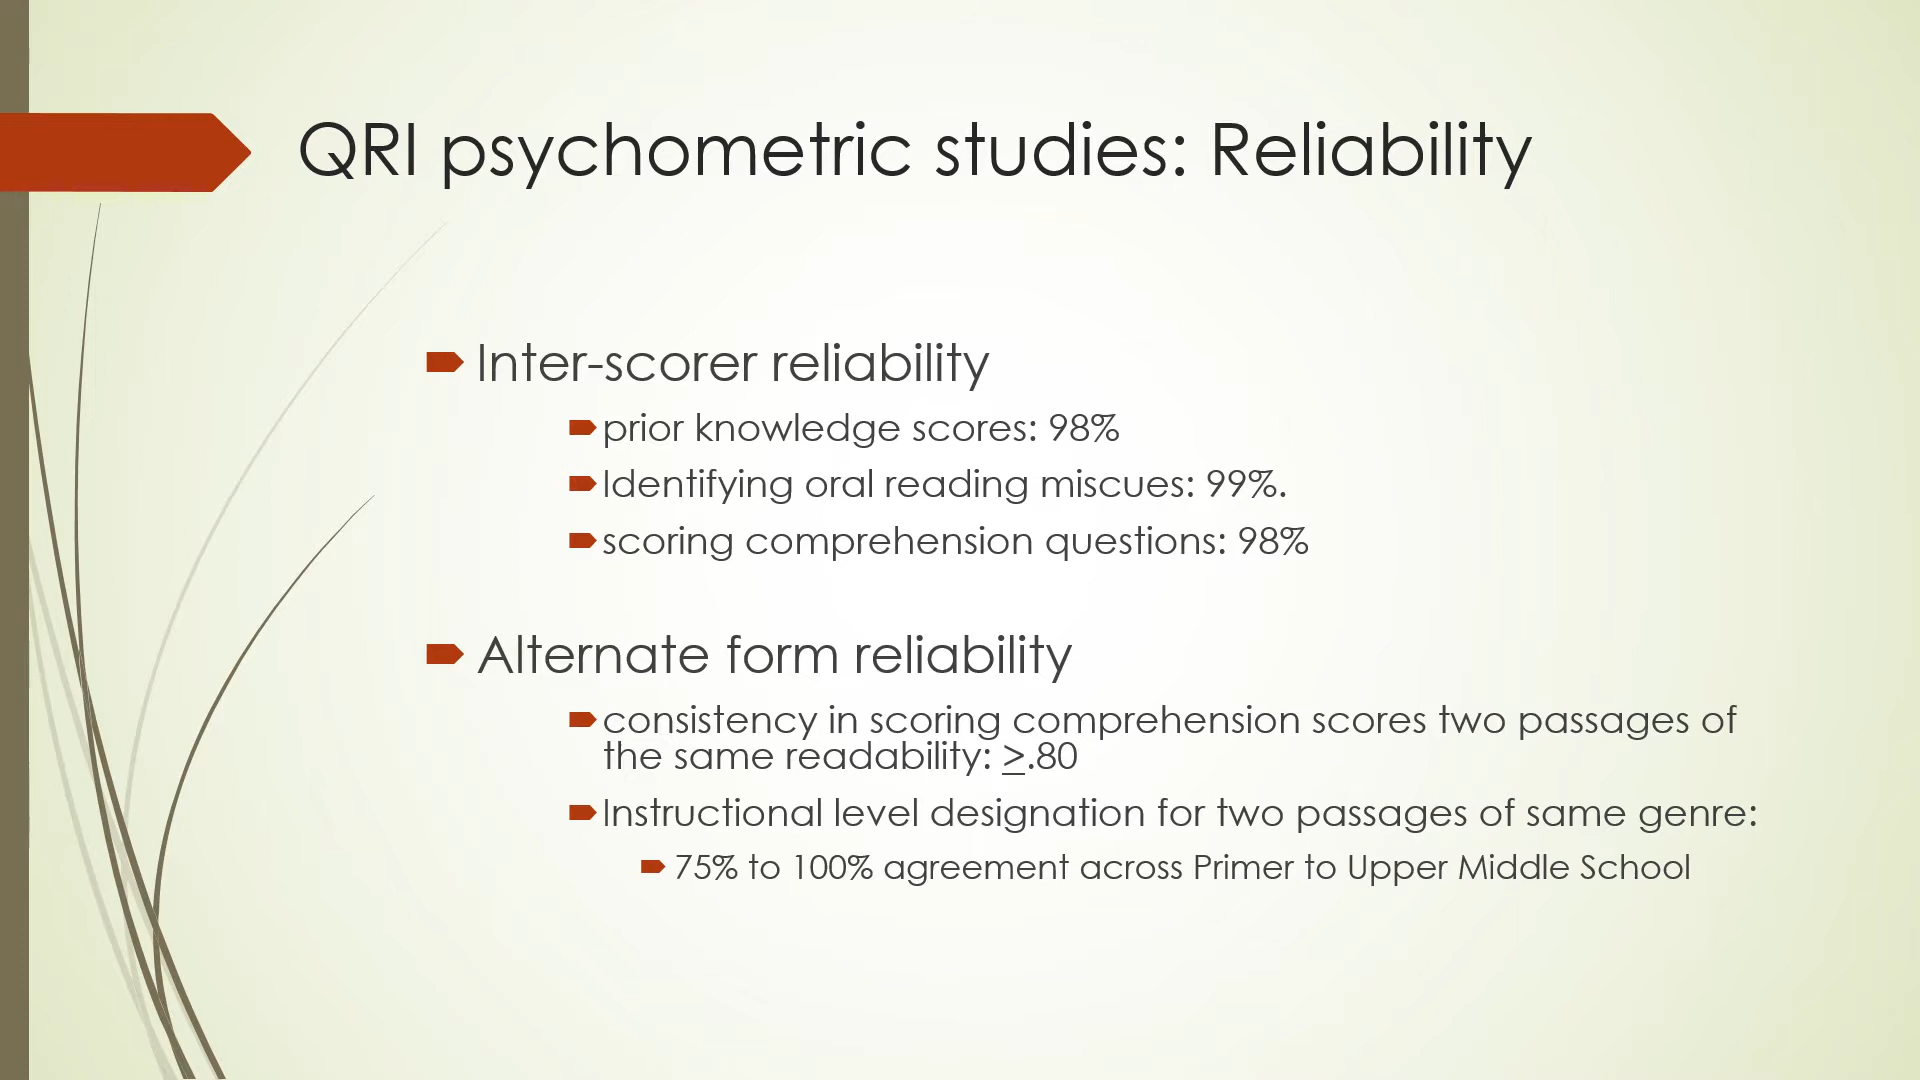 QRI psychometric studies: Reliability
Inter-scorer reliability
prior knowledge scores: 98%
Identifying oral reading miscues: 99%.
scoring comprehension questions: 98%
Alternate form reliability
consistency in scoring comprehension scores two passages of
the same readability: >.80
Instructional level designation for two passages of same genre:
75% to 100% agreement across Primer to Upper Middle School